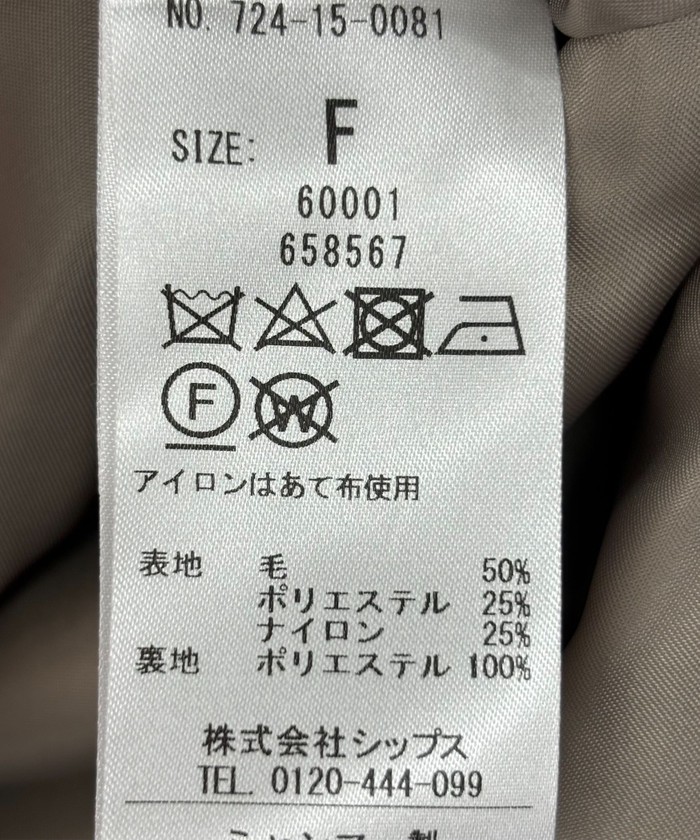 NO. 724-15-0081
SIZE: F
60001
658567
F W
アイロンはあて布使用
表地 毛 50%
ポリエステル 25%
ナイロン 25%
裏地 ポリエステル 100%
株式会社シップス
TEL. 0120-444-099